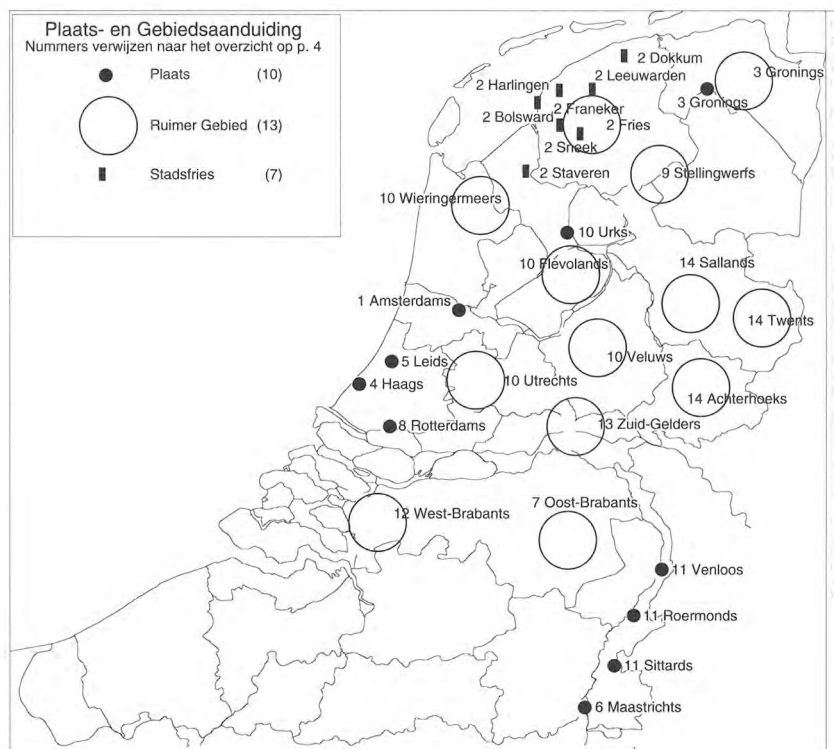 Plaats- en Gebiedsaanduiding
Nummers verwijzen naar het overzicht op p. 4
Plaats (10)
Ruimer Gebied (13)
Stadsfries (7)
2 Dokkum
3 Gronings
2 Leeuwarden
2 Harlingen
3 Gronings
2 Franeker
2 Bolsward
2 Fries
2 Sneek
2 Staveren
9 Stellingwerfs
10 Wieringermeers
10 Urks
10 Flevolands
14 Sallands
1 Amsterdams
14 Twents
10 Veluws
5 Leids
4 Haags
10 Utrechts
14 Achterhoeks
8 Rotterdams
13 Zuid-Gelders
7 Oost-Brabants
12 West-Brabants
11 Venloos
11 Roermonds
11 Sittards
6 Maastrichts